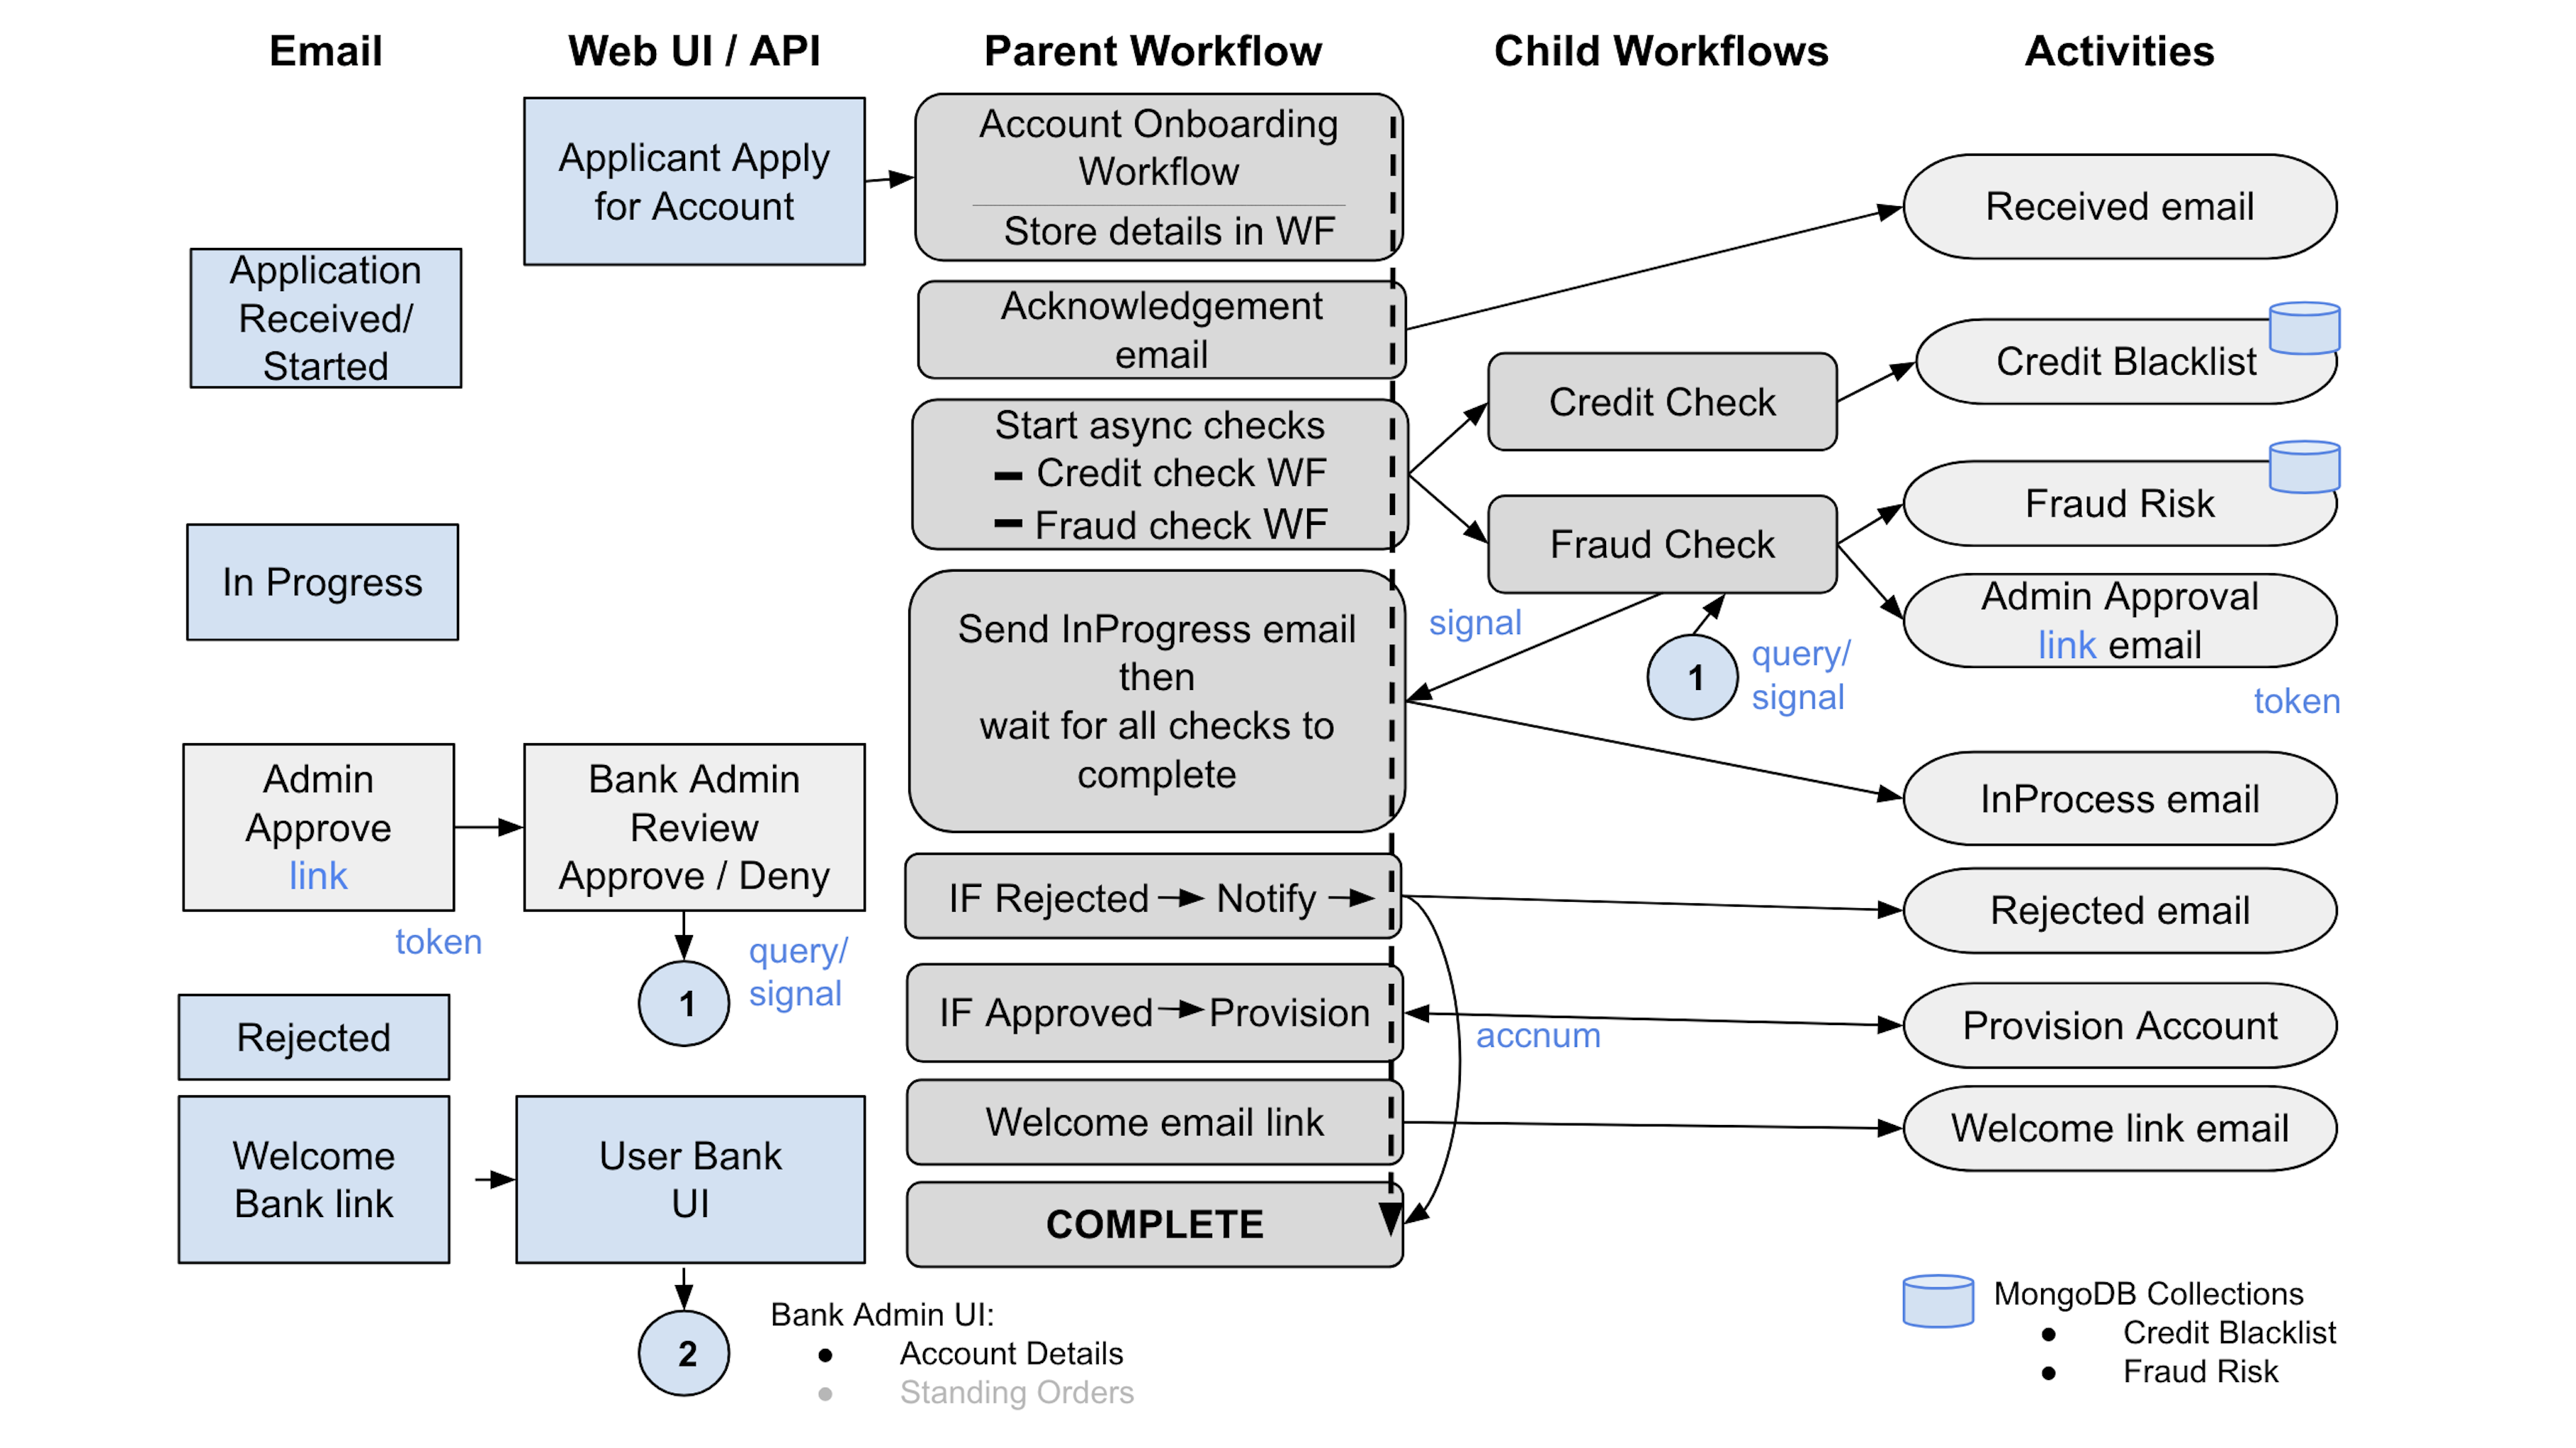 Email
Web UI / API
Parent Workflow
Child Workflows
Activities
Applicant Apply
for Account
Account Onboarding
Workflow
Store details in WF
Received email
Application
Received/
Started
Acknowledgement
email
Credit Check
Credit Blacklist
Start async checks
Credit check WF
Fraud check WF
Fraud Check
Fraud Risk
Admin Approval
link email
token
In Progress
Send InProgress email
then
wait for all checks to
complete
signal
1
query/
signal
InProcess email
Admin
Approve
link
token
Bank Admin
Review
Approve / Deny
query/
signal
1
IF Rejected Notify
Rejected email
Rejected
IF Approved Provision
accnum
Provision Account
Welcome
Bank link
User Bank
UI
Welcome email link
Welcome link email
COMPLETE
2
Bank Admin UI:
● Account Details
● Standing Orders
MongoDB Collections
● Credit Blacklist
● Fraud Risk